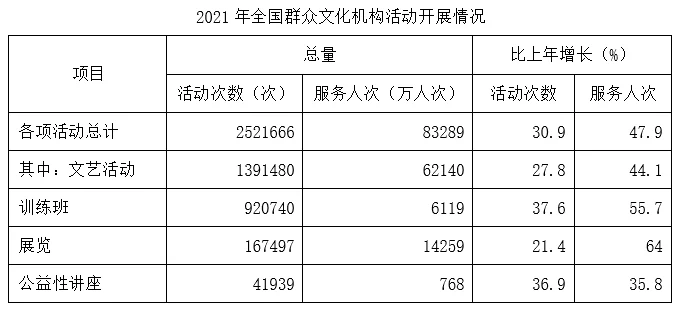 2021 年全国群众文化机构活动开展情况
项目 总量 比上年增长（%）
活动次数（次） 服务人次（万人次） 活动次数 服务人次
各项活动总计 2521666 83289 30.9 47.9
其中：文艺活动 1391480 62140 27.8 44.1
训练班 920740 6119 37.6 55.7
展览 167497 14259 21.4 64
公益性讲座 41939 768 36.9 35.8